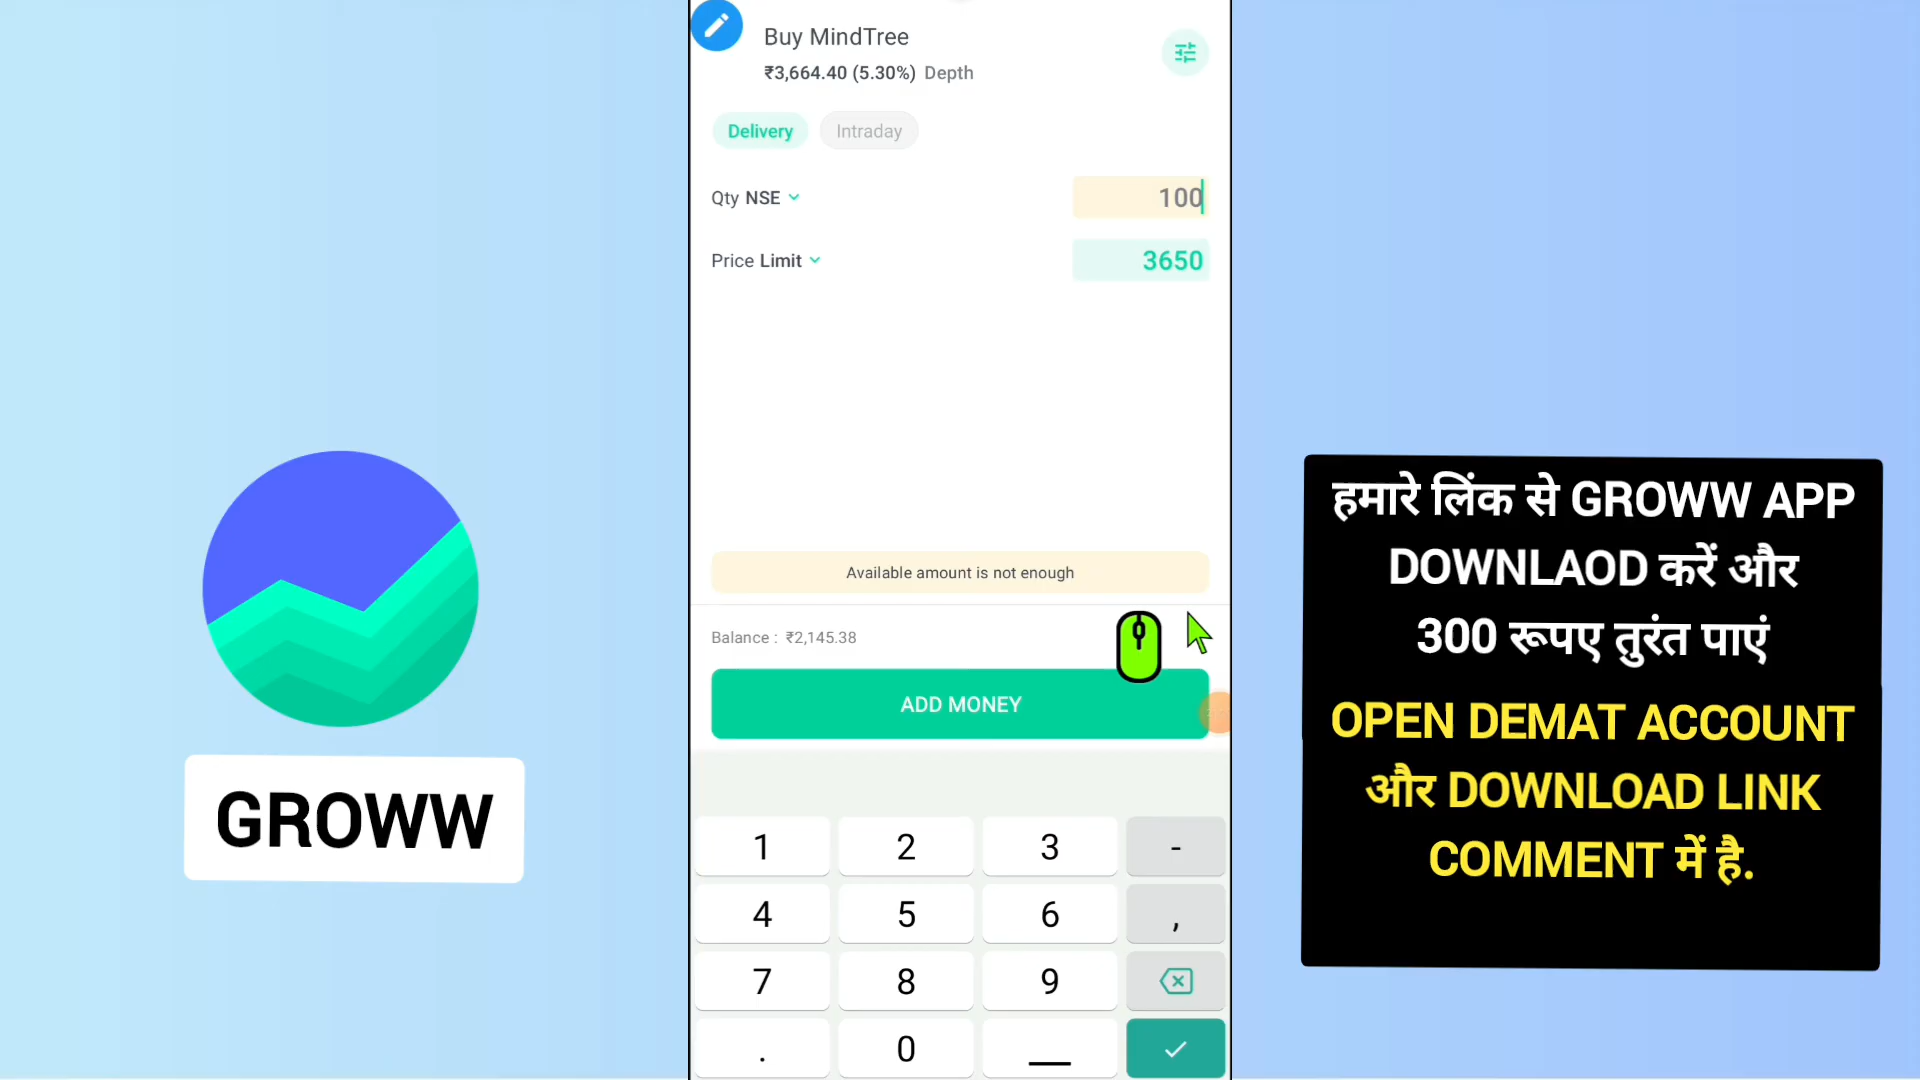 Buy MindTree
₹3,664.40 (5.30%) Depth
Delivery Intraday
Qty NSE 100
Price Limit 3650
Available amount is not enough
Balance : ₹2,145.38
ADD MONEY
1 2 3 -
4 5 6 ,
7 8 9
. 0
GROWW
हमारे लिंक से GROWW APP
DOWNLAOD करें और
300 रूपए तुरंत पाएं
OPEN DEMAT ACCOUNT
और DOWNLOAD LINK
COMMENT में है.